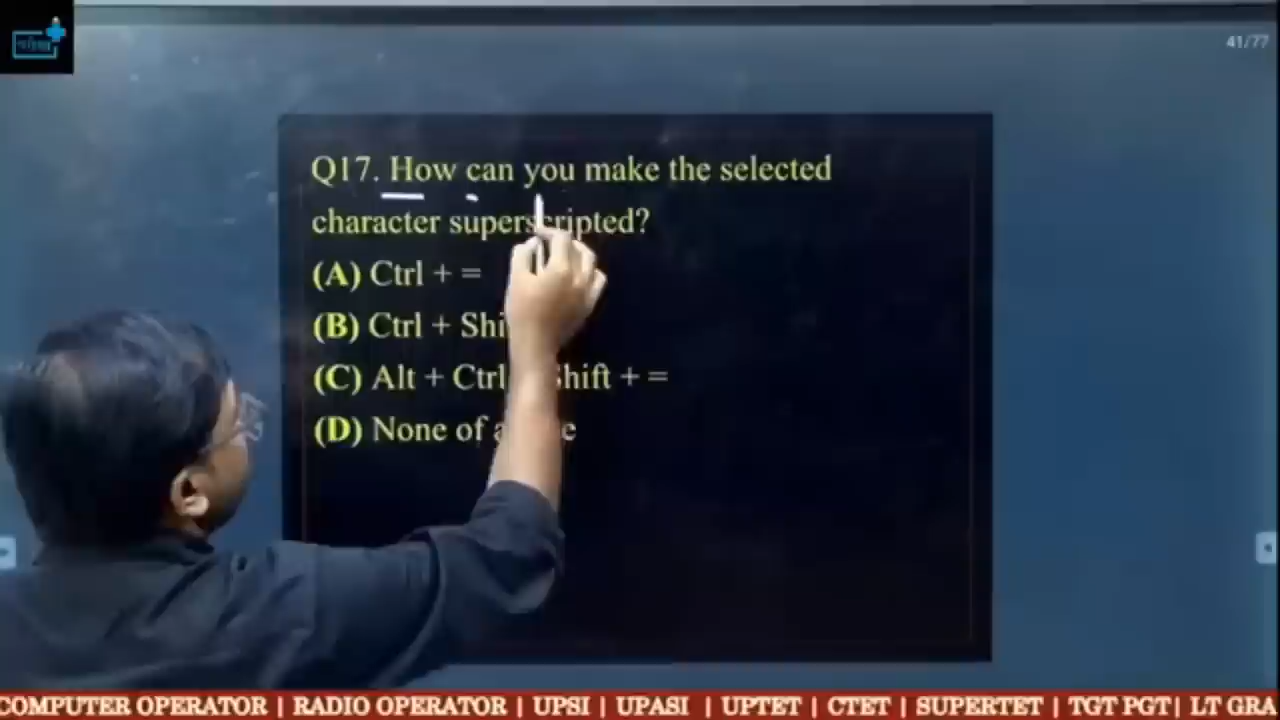 41/77
Q17. How can you make the selected
character superscripted?
(A) Ctrl + =
(B) Ctrl +
(C) Alt + Ctrl Shift + =
(D) None of
COMPUTER OPERATOR | RADIO OPERATOR | UPSI | UPASI | UPTET | CTET | SUPERTET | TGT PGT | LT GRA